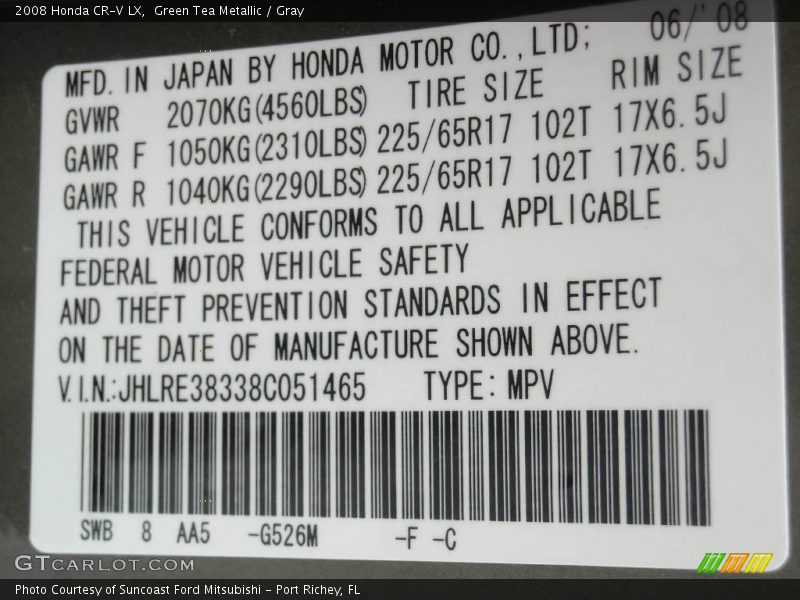 2008 Honda CR-V LX,  Green Tea Metallic / Gray
MFD. IN JAPAN BY HONDA MOTOR CO., LTD; 06/'08
GVWR 2070KG(4560LBS) TIRE SIZE RIM SIZE
GAWR F 1050KG(2310LBS) 225/65R17 102T 17X6.5J
GAWR R 1040KG(2290LBS) 225/65R17 102T 17X6.5J
THIS VEHICLE CONFORMS TO ALL APPLICABLE
FEDERAL MOTOR VEHICLE SAFETY
AND THEFT PREVENTION STANDARDS IN EFFECT
ON THE DATE OF MANUFACTURE SHOWN ABOVE.
V.I.N.:JHLRE38338C051465 TYPE: MPV
SWB 8 AA5 -G526M -F -C
GTcarlot.com
Photo Courtesy of Suncoast Ford Mitsubishi - Port Richey, FL